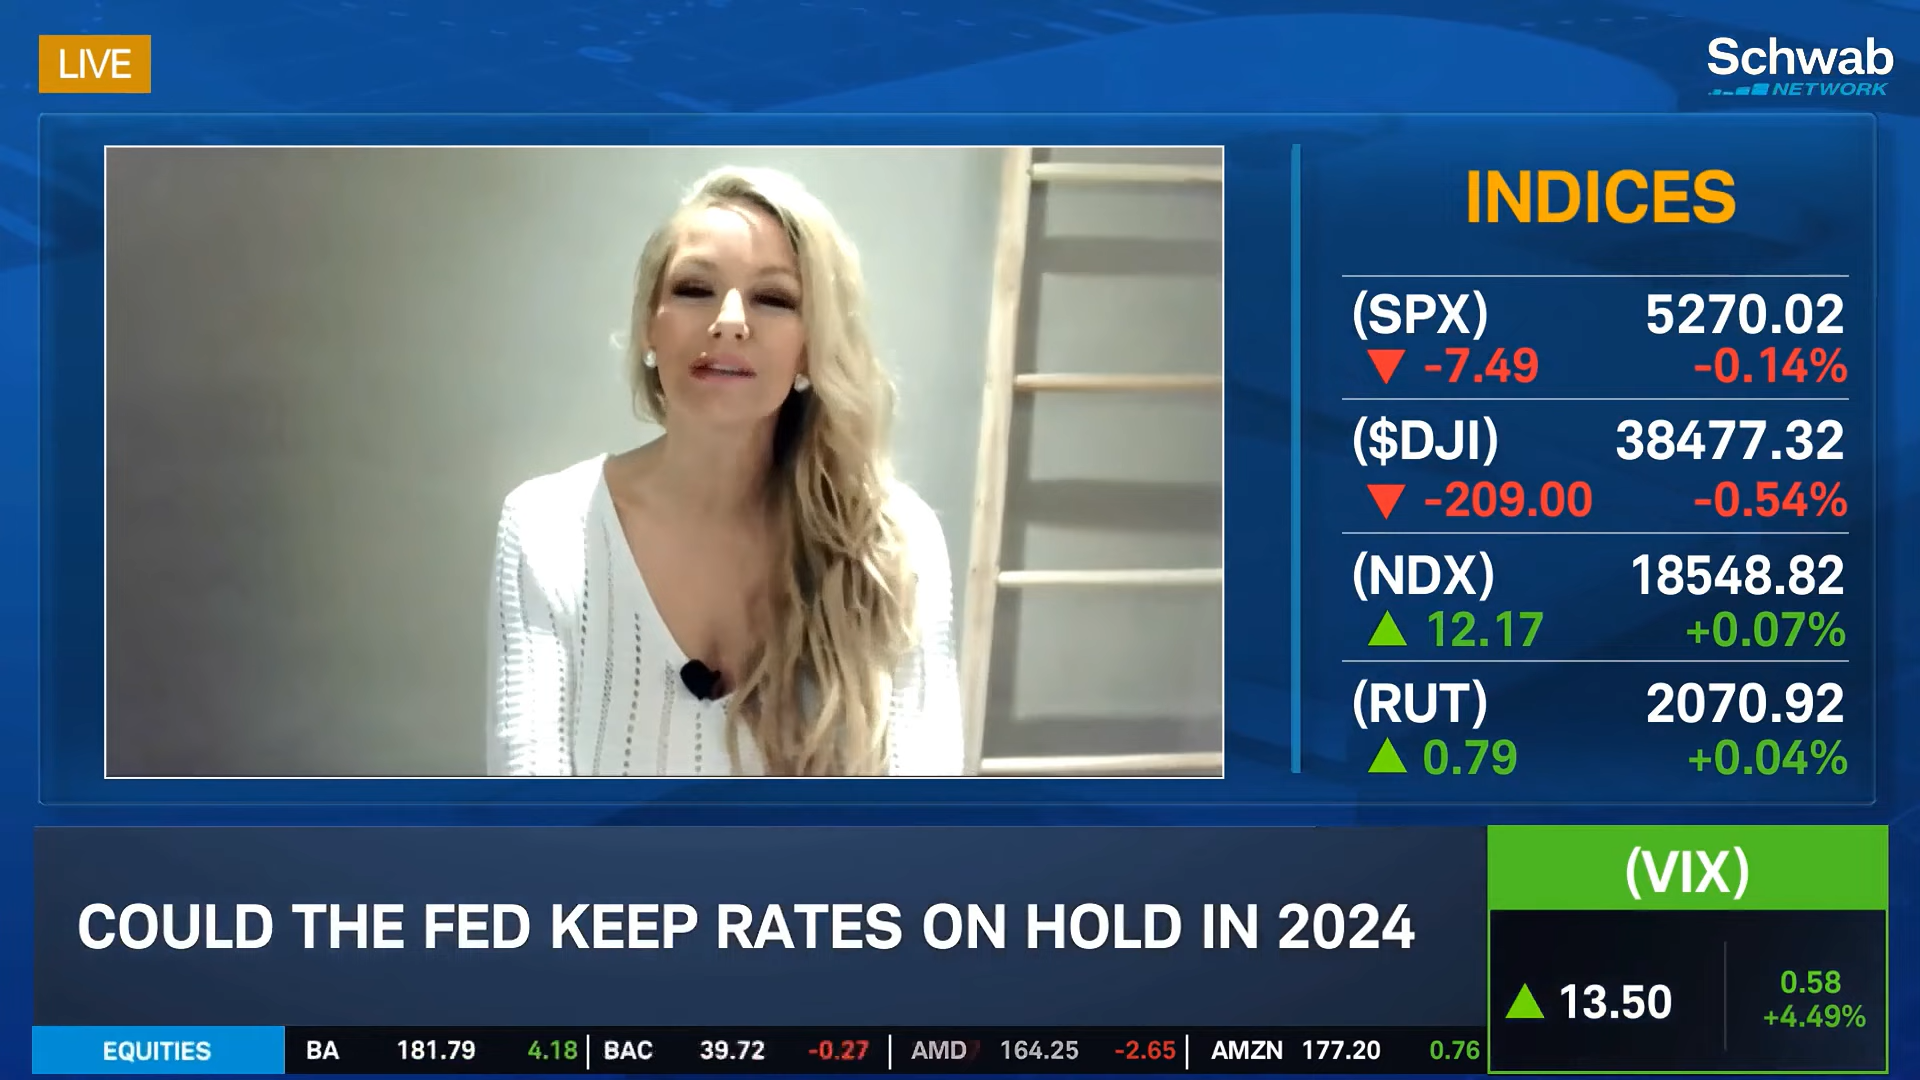 LIVE
Schwab
NETWORK
INDICES
(SPX) 5270.02
▼ -7.49 -0.14%
($DJI) 38477.32
▼ -209.00 -0.54%
(NDX) 18548.82
▲ 12.17 +0.07%
(RUT) 2070.92
▲ 0.79 +0.04%
COULD THE FED KEEP RATES ON HOLD IN 2024
(VIX)
▲ 13.50
0.58
+4.49%
EQUITIES BA 181.79 4.18 | BAC 39.72 -0.27 | AMD 164.25 -2.65 | AMZN 177.20 0.76